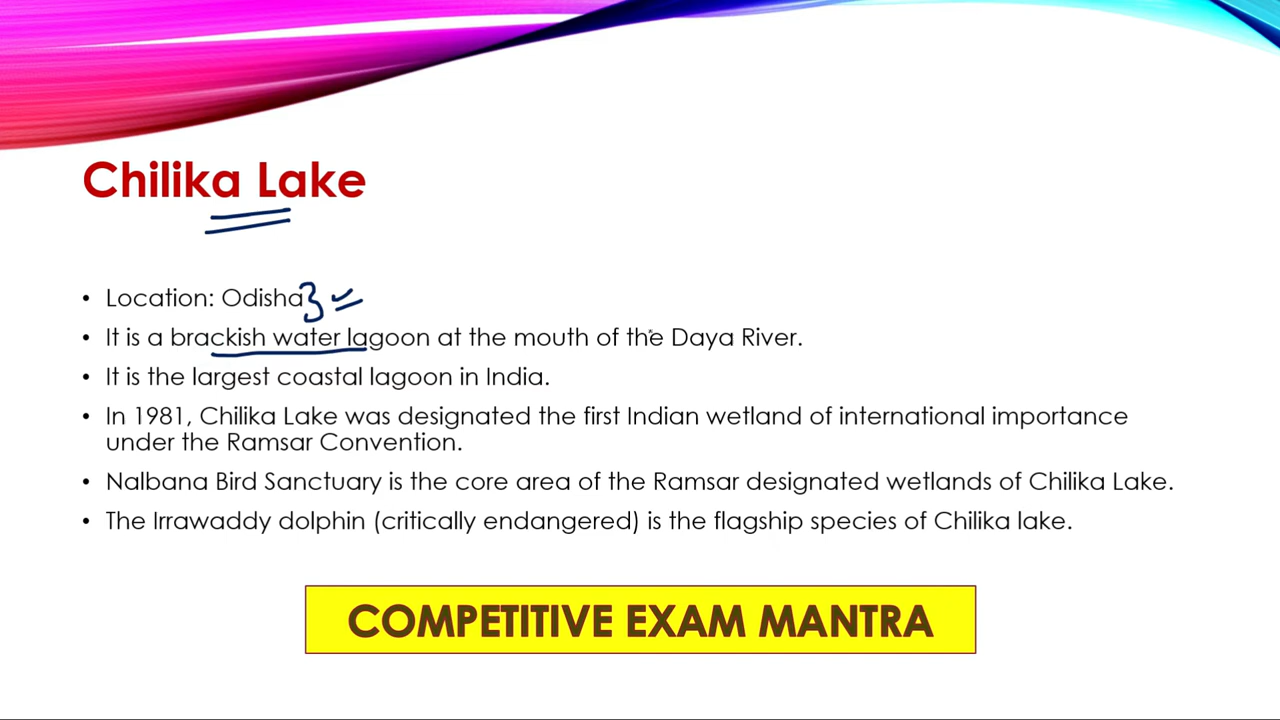 Chilika Lake
• Location: Odisha
• It is a brackish water lagoon at the mouth of the Daya River.
• It is the largest coastal lagoon in India.
• In 1981, Chilika Lake was designated the first Indian wetland of international importance
under the Ramsar Convention.
• Nalbana Bird Sanctuary is the core area of the Ramsar designated wetlands of Chilika Lake.
• The Irrawaddy dolphin (critically endangered) is the flagship species of Chilika lake.
COMPETITIVE EXAM MANTRA